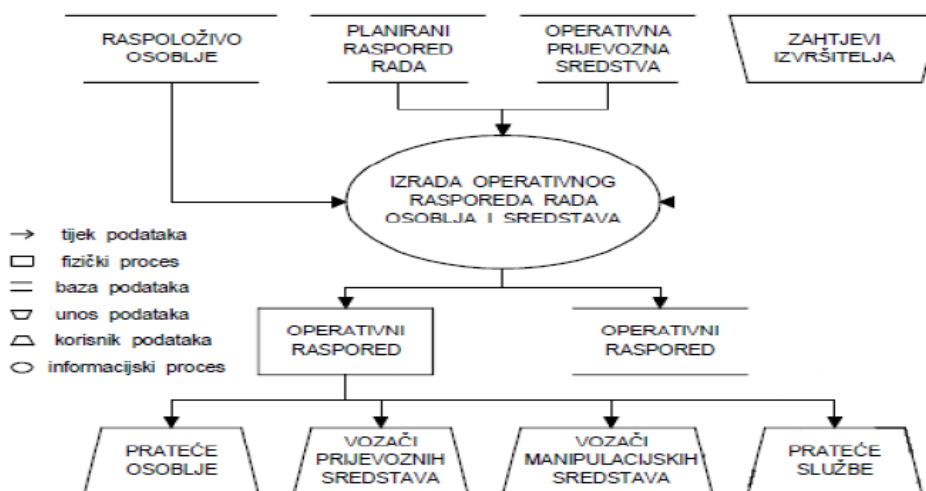 RASPOLOŽIVO
OSOBLJE
PLANIRANI
RASPORED
RADA
OPERATIVNA
PRIJEVOZNA
SREDSTVA
ZAHTJEVI
IZVRŠITELJA
IZRADA OPERATIVNOG
RASPOREDA RADA
OSOBLJA I SREDSTAVA
tijek podataka
fizički proces
baza podataka
unos podataka
korisnik podataka
informacijski proces
OPERATIVNI
RASPORED
OPERATIVNI
RASPORED
PRATEĆE
OSOBLJE
VOZAČI
PRIJEVOZNIH
SREDSTAVA
VOZAČI
MANIPULACIJSKIH
SREDSTAVA
PRATEĆE
SLUŽBE